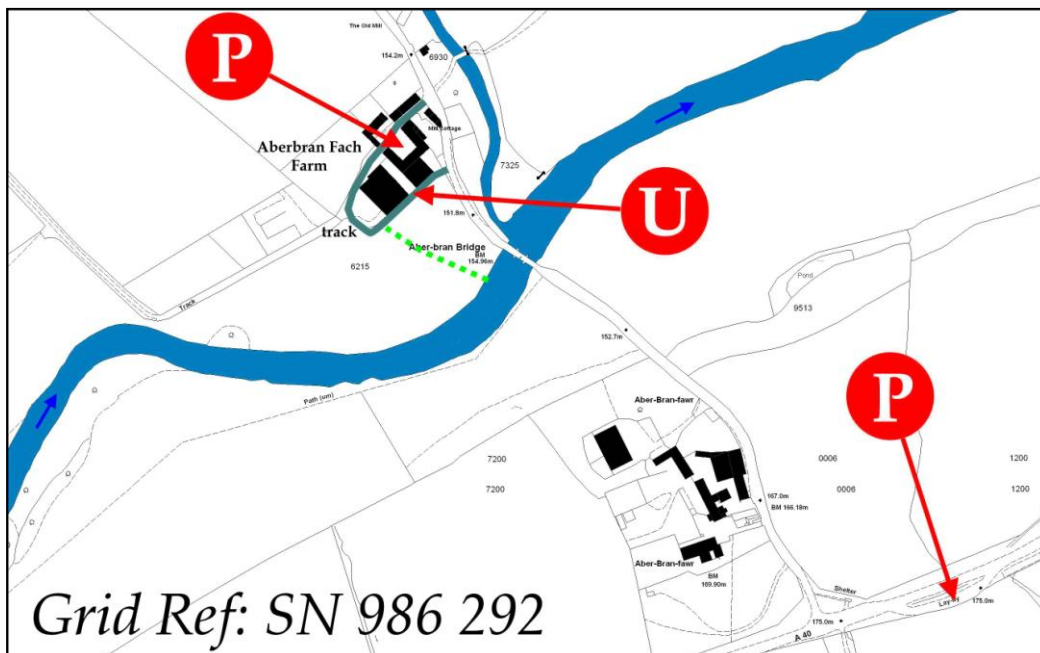 The Old Mill
154.2m
6930
P
Aberbran Fach
Farm
Mill Cottage
7325
U
151.8m
track
Aber-bran Bridge
BM
154.96m
6215
Track
Pond
9513
152.7m
Path (um)
P
Aber-Bran-fawr
7200
7200
0006
1200
0006
1200
167.0m
BM 166.18m
Aber-Bran-fawr
BM
169.90m
Shelter
Lay-by
175.0m
175.0m
A 40
Grid Ref: SN 986 292